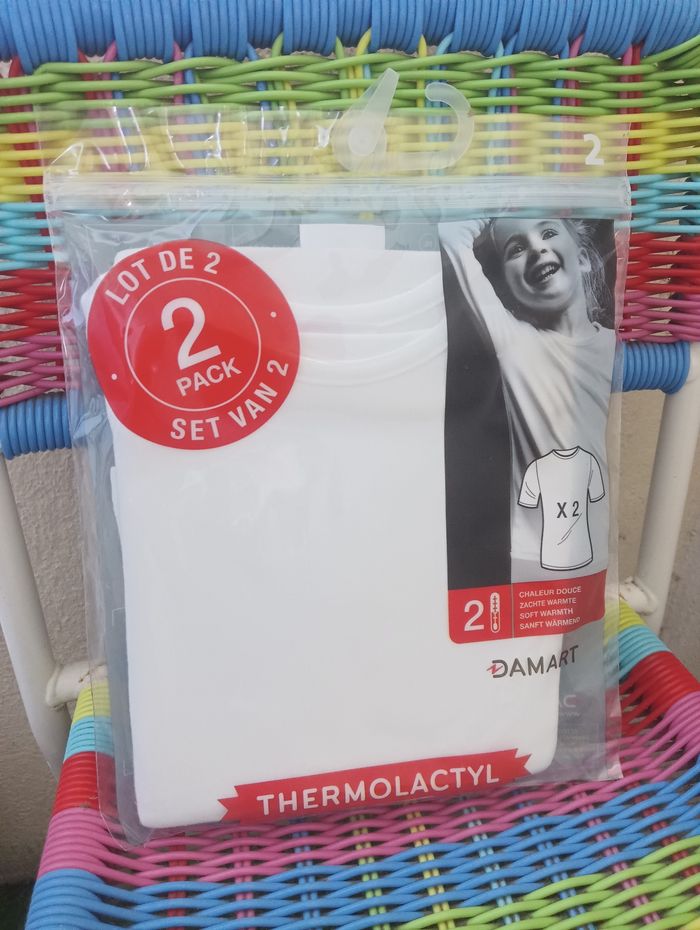 2
LOT DE 2
2
PACK
SET VAN 2
X 2
2
CHALEUR DOUCE
ZACHTE WARMTE
SOFT WARMTH
SANFT WÄRMEND
DAMART
THERMOLACTYL